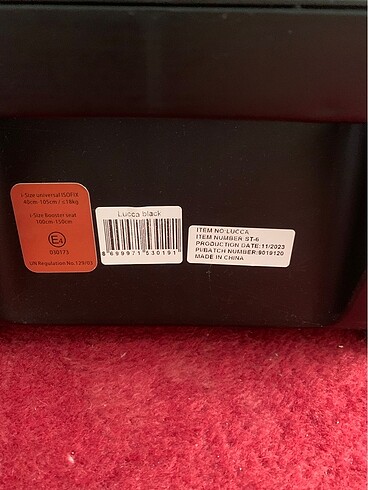 i-Size universal ISOFIX
40cm-105cm / ≤18kg
i-Size Booster seat
100cm-150cm
E4
030173
UN Regulation No.129/03
Lucca black
8 699971 530191
ITEM NO:LUCCA
ITEM NUMBER ST-6
PRODUCTION DATE:11/2023
P/BATCH NUMBER:9019120
MADE IN CHINA